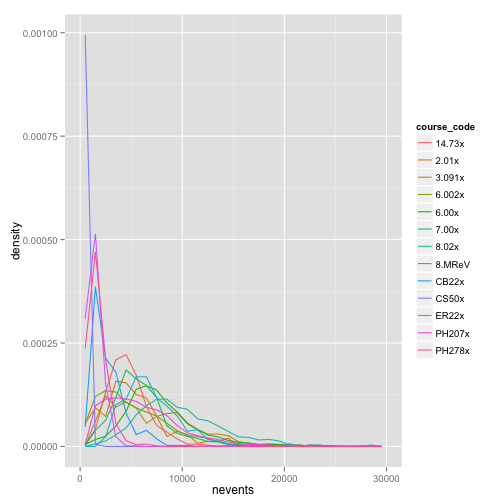 0.00100
0.00075
0.00050
0.00025
0.00000
density
0
10000
20000
30000
nevents
course_code
14.73x
2.01x
3.091x
6.002x
6.00x
7.00x
8.02x
8.MReV
CB22x
CS50x
ER22x
PH207x
PH278x